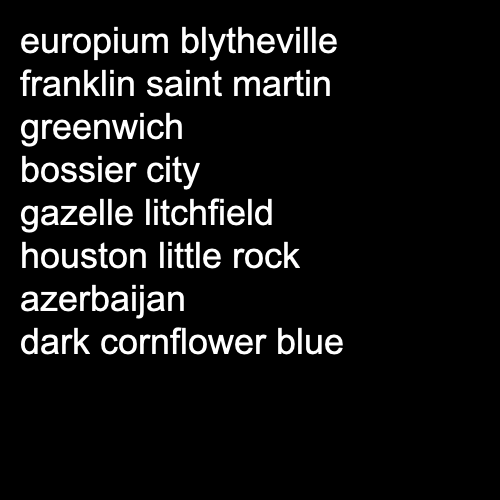 europium blytheville
franklin saint martin
greenwich
bossier city
gazelle litchfield
houston little rock
azerbaijan
dark cornflower blue